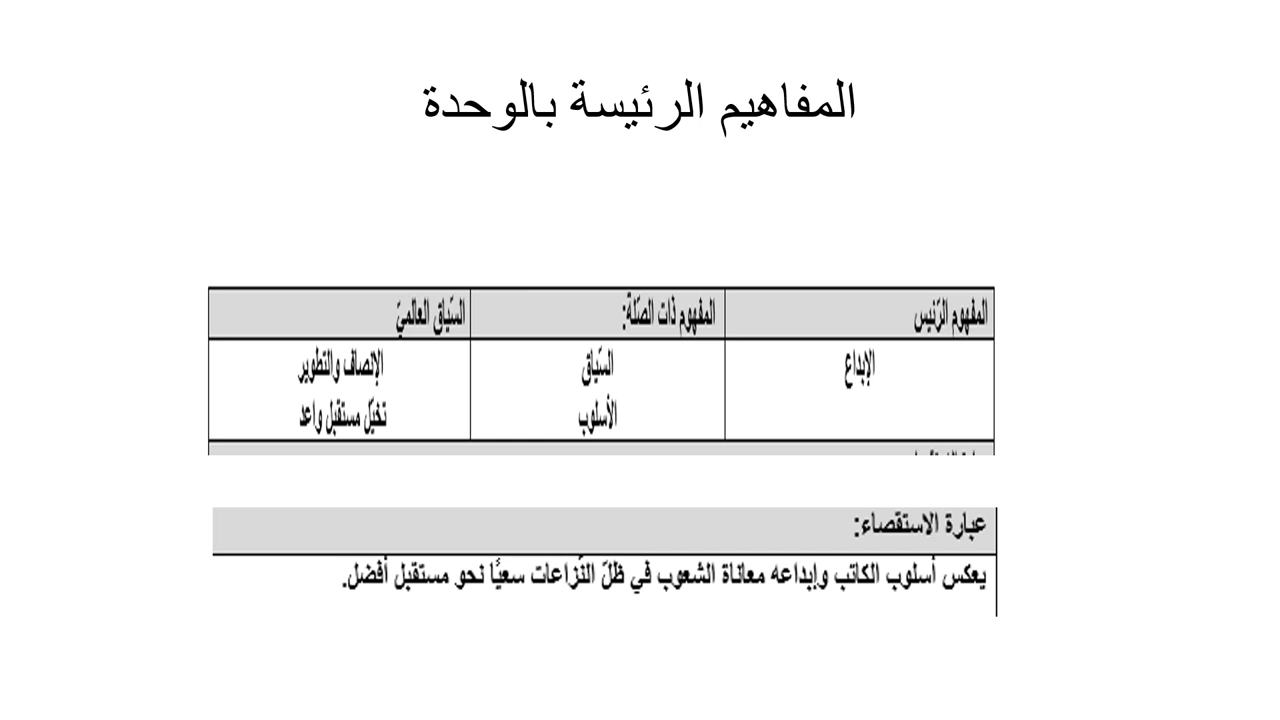 المفاهيم الرئيسة بالوحدة
المفهوم الرّئيس
المفهوم ذات الصّلة:
السّياق العالميّ
الإبداع
السّياق
الأسلوب
الإنصاف والتطوير
تخيّل مستقبل واعد
عبارة الاستقصاء:
يعكس أسلوب الكاتب وإبداعه معاناة الشعوب في ظلّ النّزاعات سعيًا نحو مستقبل أفضل.